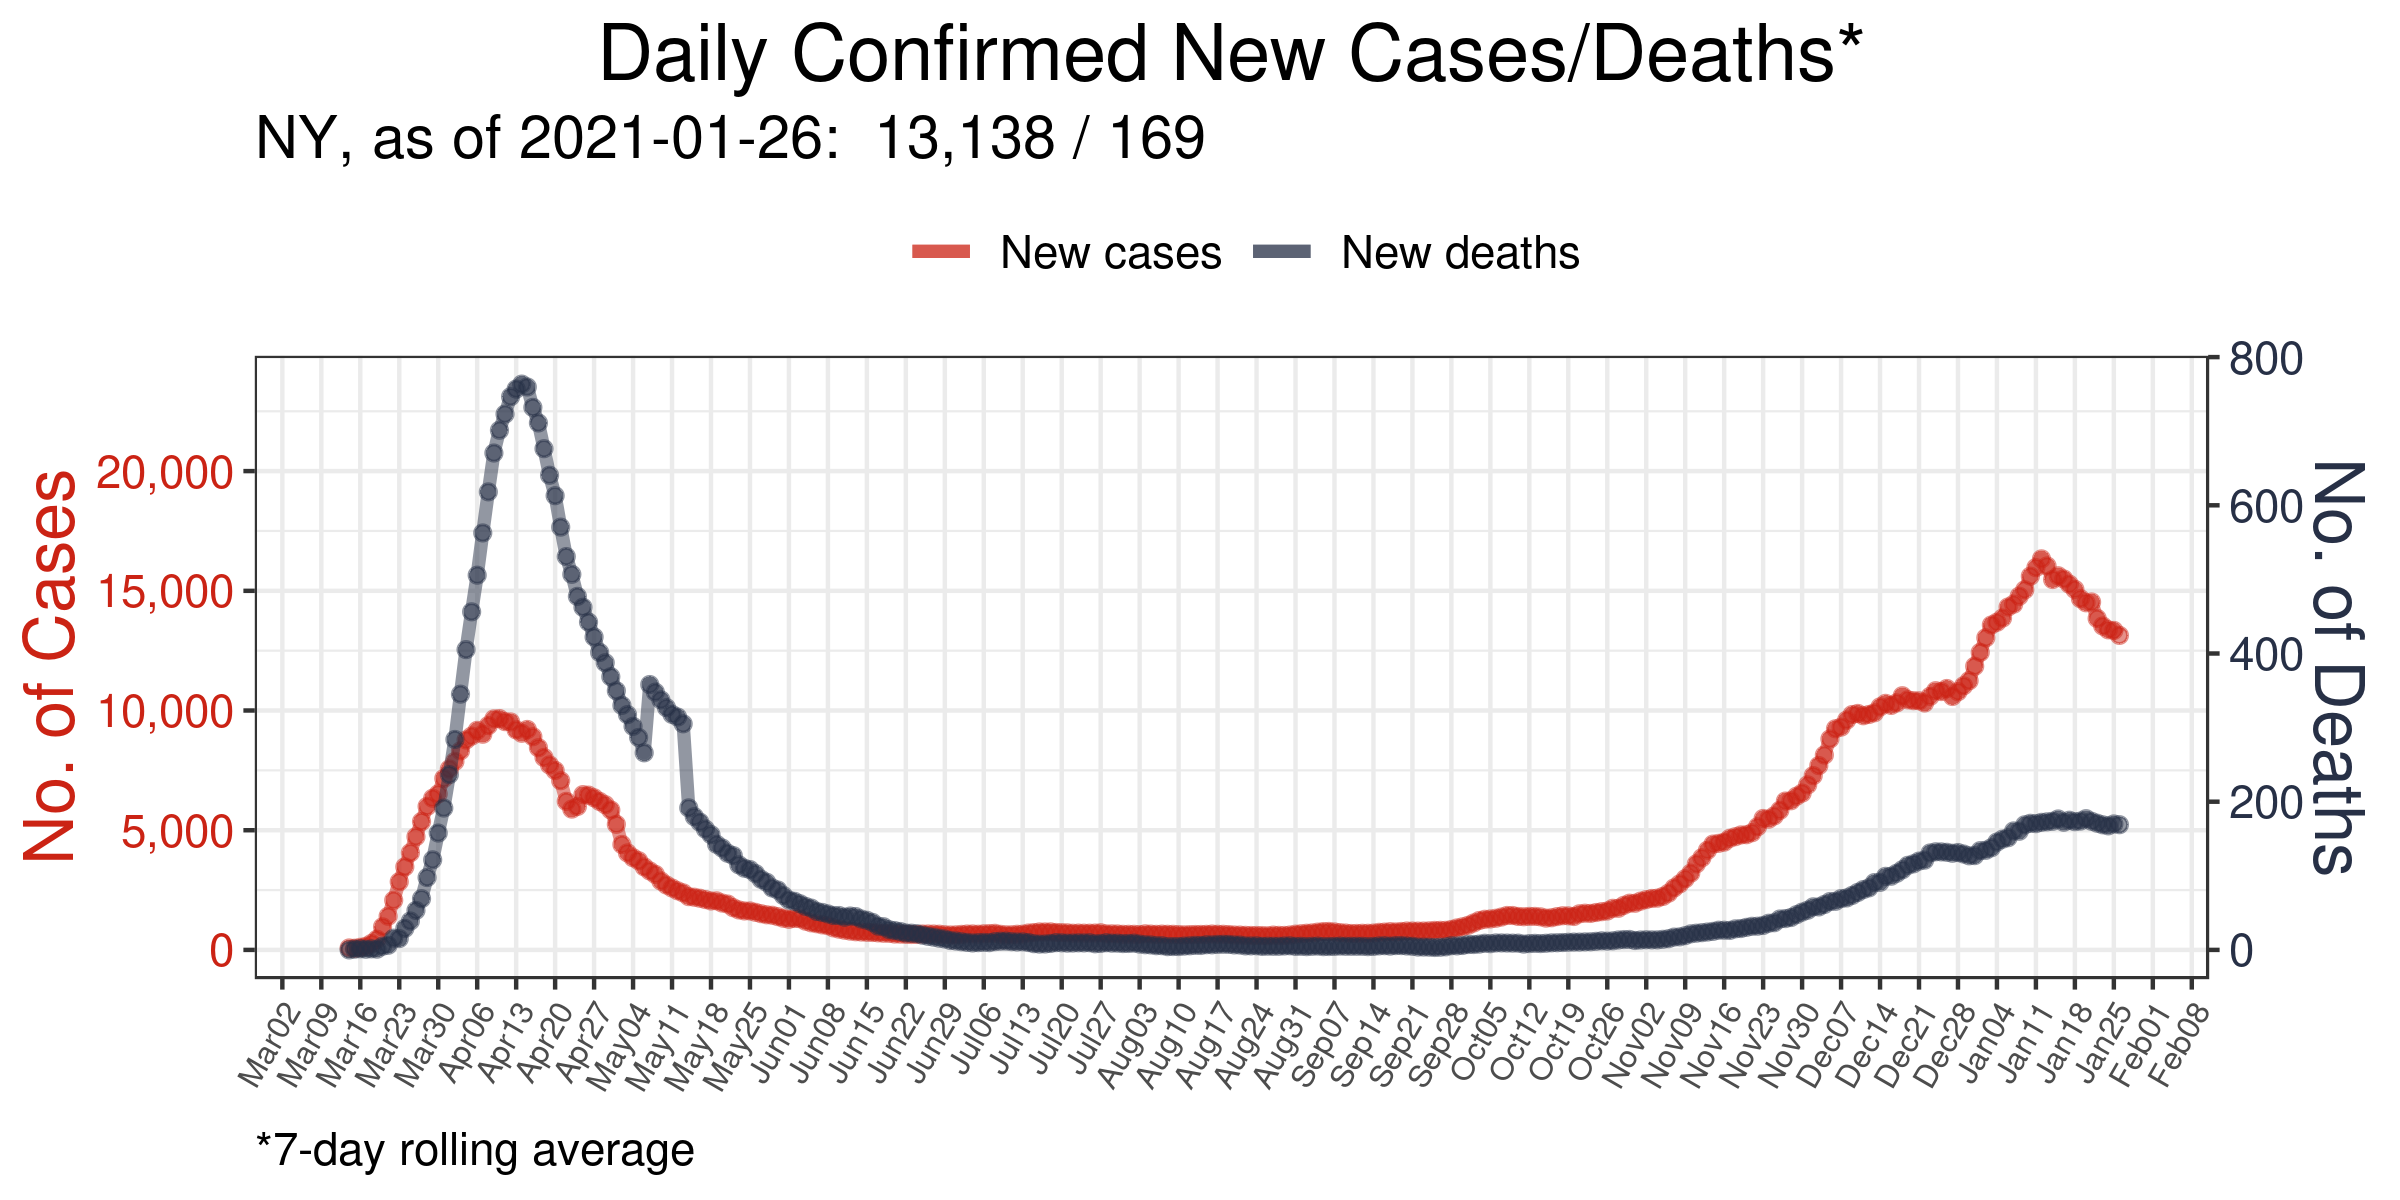 Daily Confirmed New Cases/Deaths*
NY, as of 2021-01-26:  13,138 / 169
New cases New deaths
No. of Cases
20,000
15,000
10,000
5,000
0
800
600
400
200
0
No. of Deaths
Mar02 Mar09 Mar16 Mar23 Mar30 Apr06 Apr13 Apr20 Apr27 May04 May11 May18 May25 Jun01 Jun08 Jun15 Jun22 Jun29 Jul06 Jul13 Jul20 Jul27 Aug03 Aug10 Aug17 Aug24 Aug31 Sep07 Sep14 Sep21 Sep28 Oct05 Oct12 Oct19 Oct26 Nov02 Nov09 Nov16 Nov23 Nov30 Dec07 Dec14 Dec21 Dec28 Jan04 Jan11 Jan18 Jan25 Feb01 Feb08
*7-day rolling average